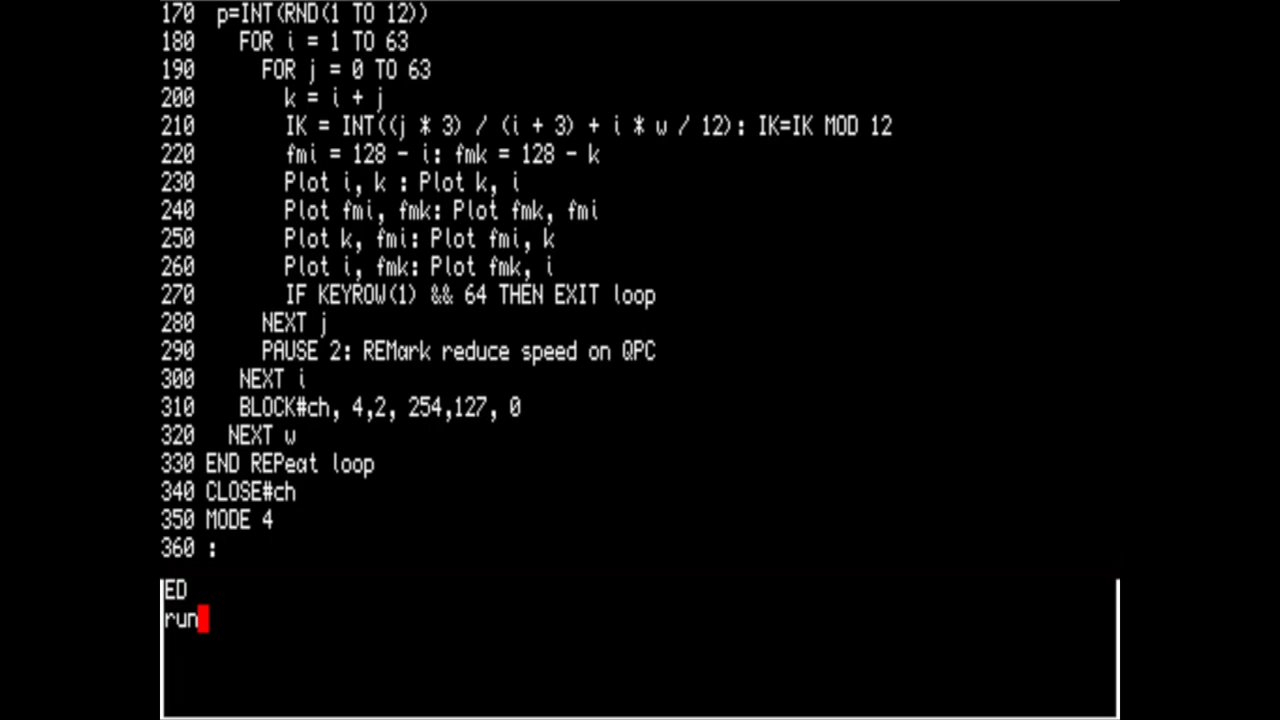 170  p=INT(RND(1 TO 12))
180    FOR i = 1 TO 63
190      FOR j = 0 TO 63
200        k = i + j
210        IK = INT((j * 3) / (i + 3) + i * w / 12): IK=IK MOD 12
220        fmi = 128 - i: fmk = 128 - k
230        Plot i, k : Plot k, i
240        Plot fmi, fmk: Plot fmk, fmi
250        Plot k, fmi: Plot fmi, k
260        Plot i, fmk: Plot fmk, i
270        IF KEYROW(1) && 64 THEN EXIT loop
280      NEXT j
290      PAUSE 2: REMark reduce speed on QPC
300    NEXT i
310    BLOCK#ch, 4,2, 254,127, 0
320   NEXT w
330 END REPeat loop
340 CLOSE#ch
350 MODE 4
360 :
ED
run